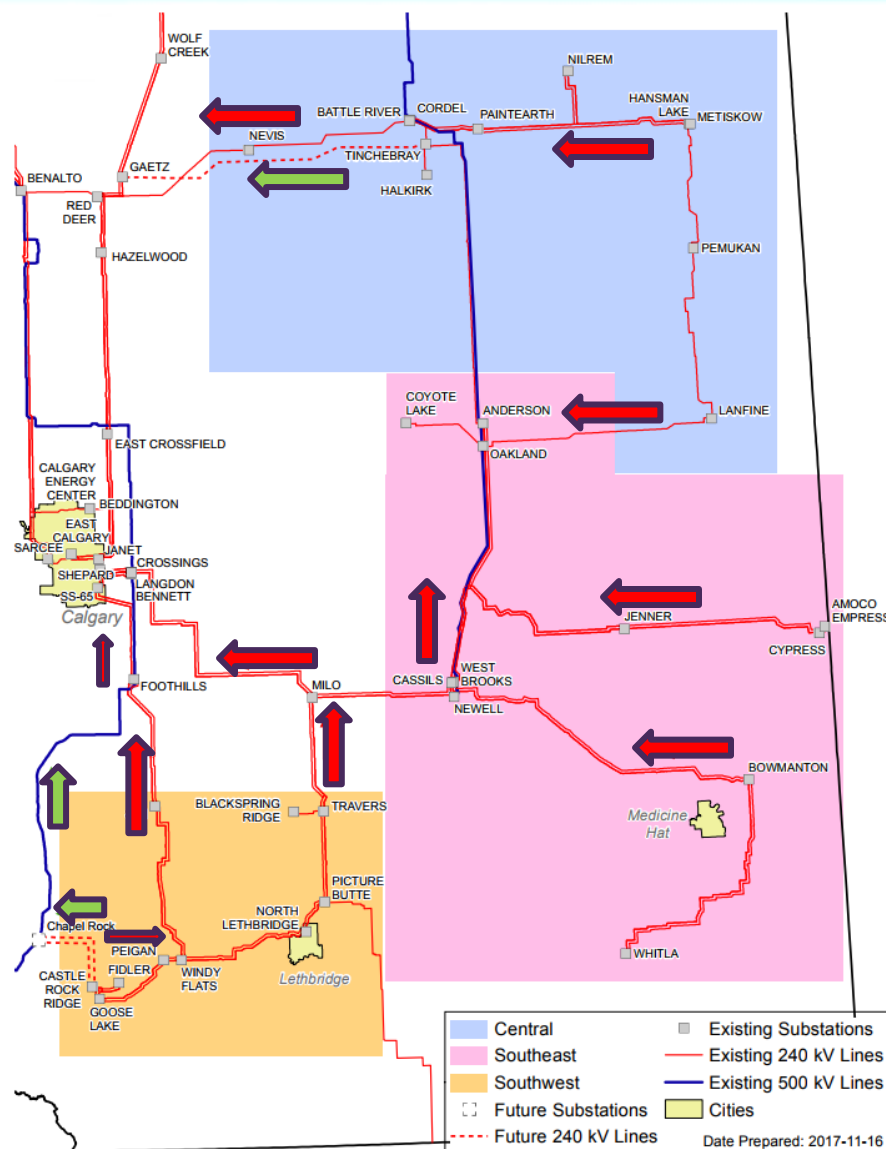 WOLF
CREEK
NILREM
BATTLE RIVER
CORDEL
PAINTEARTH
HANSMAN
LAKE
METISKOW
NEVIS
TINCHEBRAY
GAETZ
BENALTO
HALKIRK
RED
DEER
HAZELWOOD
PEMUKAN
COYOTE
LAKE
ANDERSON
LANFINE
EAST CROSSFIELD
OAKLAND
CALGARY
ENERGY
CENTER
BEDDINGTON
EAST
CALGARY
SARCEE
JANET
CROSSINGS
SHEPARD
LANGDON
BENNETT
SS-65
Calgary
JENNER
AMOCO
EMPRESS
CYPRESS
FOOTHILLS
MILO
CASSILS
WEST
BROOKS
NEWELL
BOWMANTON
BLACKSPRING
RIDGE
TRAVERS
Medicine
Hat
PICTURE
BUTTE
NORTH
LETHBRIDGE
Chapel Rock
PEIGAN
WHITLA
FIDLER
WINDY
FLATS
Lethbridge
CASTLE
ROCK
RIDGE
GOOSE
LAKE
Central
Southeast
Southwest
Future Substations
Future 240 kV Lines
Existing Substations
Existing 240 kV Lines
Existing 500 kV Lines
Cities
Date Prepared: 2017-11-16